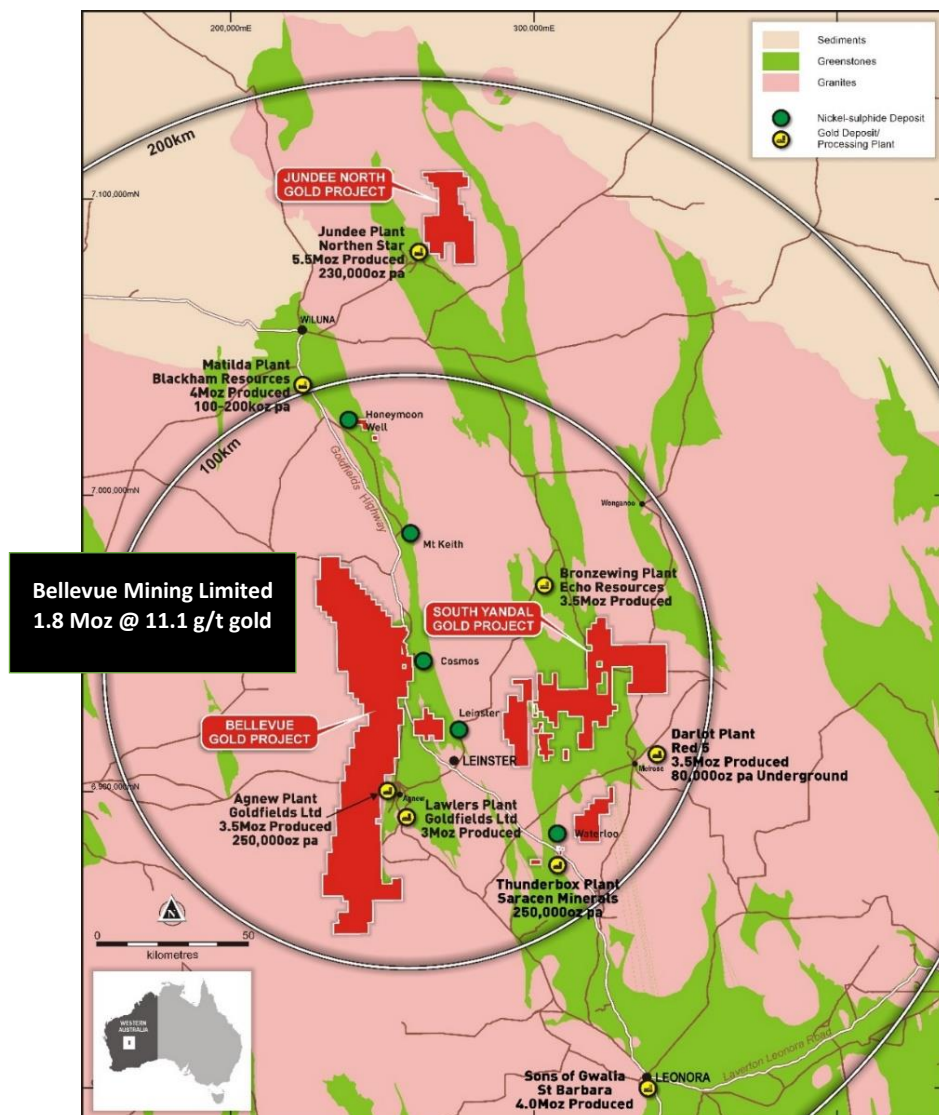 200,000mE
300,000mE
Sediments
Greenstones
Granites
Nickel-sulphide Deposit
Gold Deposit/
Processing Plant
200km
JUNDEE NORTH
GOLD PROJECT
7,100,000mN
Jundee Plant
Northen Star
5.5Moz Produced
230,000oz pa
WILUNA
Matilda Plant
Blackham Resources
4Moz Produced
100-200koz pa
Honeymoon
Well
100km
Goldfields Highway
7,000,000mN
Wonganoo
Mt Keith
Bellevue Mining Limited
1.8 Moz @ 11.1 g/t gold
Bronzewing Plant
Echo Resources
3.5Moz Produced
SOUTH YANDAL
GOLD PROJECT
Cosmos
BELLEVUE
GOLD PROJECT
Leinster
LEINSTER
Darlot Plant
Red 5
3.5Moz Produced
80,000oz pa Underground
Melrose
6,900,000mN
Agnew Plant
Goldfields Ltd
3.5Moz Produced
250,000oz pa
Agnew
Lawlers Plant
Goldfields Ltd
3Moz Produced
Waterloo
Thunderbox Plant
Saracen Minerals
250,000oz pa
N
0
50
kilometres
WESTERN
AUSTRALIA
Laverton Leonora Road
LEONORA
Sons of Gwalia
St Barbara
4.0Moz Produced